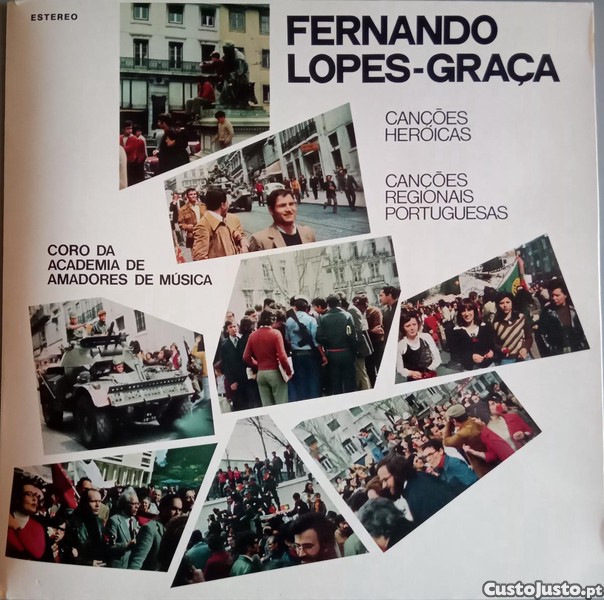 ESTEREO
FERNANDO
LOPES-GRAÇA
CANÇÕES
HERÓICAS
CANÇÕES
REGIONAIS
PORTUGUESAS
CORO DA
ACADEMIA DE
AMADORES DE MÚSICA
CustoJusto.pt